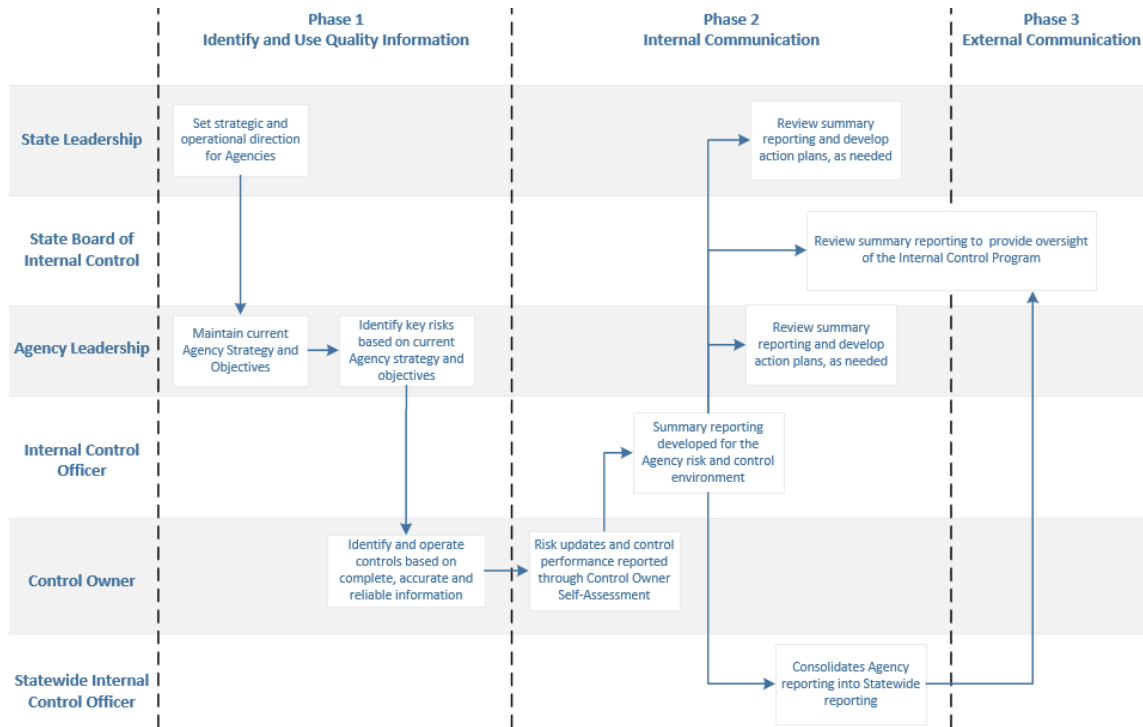 Phase 1
Identify and Use Quality Information
Phase 2
Internal Communication
Phase 3
External Communication
State Leadership
Set strategic and
operational direction
for Agencies
Review summary
reporting and develop
action plans, as needed
State Board of
Internal Control
Review summary reporting to provide oversight
of the Internal Control Program
Agency Leadership
Maintain current
Agency Strategy and
Objectives
Identify key risks
based on current
Agency strategy and
objectives
Review summary
reporting and develop
action plans, as needed
Internal Control
Officer
Summary reporting
developed for the
Agency risk and control
environment
Control Owner
Identify and operate
controls based on
complete, accurate and
reliable information
Risk updates and control
performance reported
through Control Owner
Self-Assessment
Statewide Internal
Control Officer
Consolidates Agency
reporting into Statewide
reporting